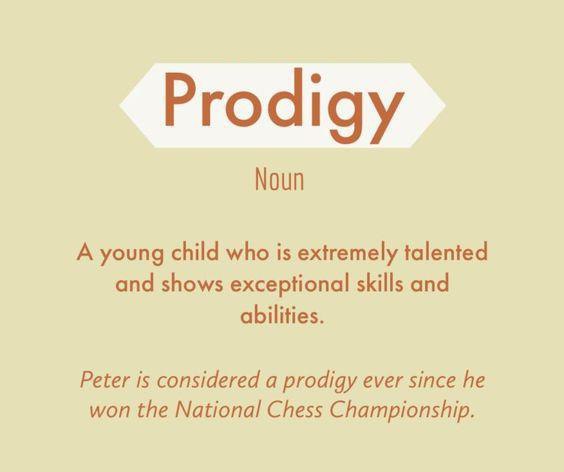 Prodigy
Noun
A young child who is extremely talented
and shows exceptional skills and
abilities.
Peter is considered a prodigy ever since he
won the National Chess Championship.